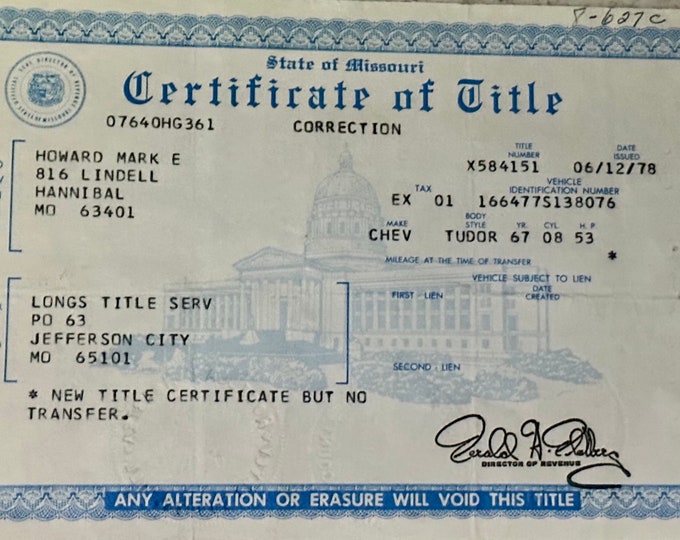 T-627C
State of Missouri
Certificate of Title
07640HG361 CORRECTION
HOWARD MARK E
816 LINDELL
HANNIBAL
MO 63401
TITLE NUMBER DATE ISSUED
X584151 06/12/78
TAX VEHICLE IDENTIFICATION NUMBER
EX 01 166477S138076
MAKE BODY STYLE YR. CYL. H. P.
CHEV TUDOR 67 08 53
*
MILEAGE AT THE TIME OF TRANSFER
VEHICLE SUBJECT TO LIEN
FIRST - LIEN DATE CREATED
LONGS TITLE SERV
PO 63
JEFFERSON CITY
MO 65101
SECOND - LIEN
* NEW TITLE CERTIFICATE BUT NO
TRANSFER.
DIRECTOR OF REVENUE
ANY ALTERATION OR ERASURE WILL VOID THIS TITLE